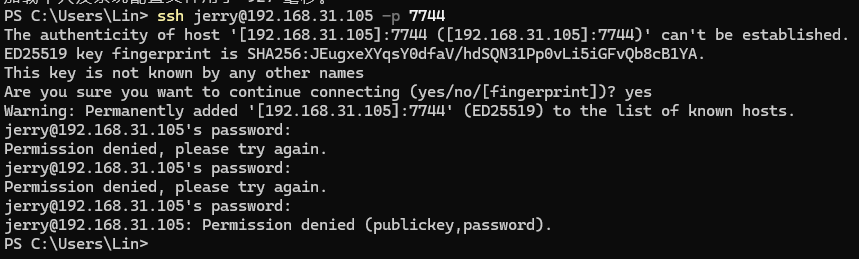 PS C:\Users\Lin> ssh jerry@192.168.31.105 -p 7744
The authenticity of host '[192.168.31.105]:7744 ([192.168.31.105]:7744)' can't be established.
ED25519 key fingerprint is SHA256:JEugxeXYqsY0dfaV/hdSQN31Pp0vLi5iGFvQb8cB1YA.
This key is not known by any other names
Are you sure you want to continue connecting (yes/no/[fingerprint])? yes
Warning: Permanently added '[192.168.31.105]:7744' (ED25519) to the list of known hosts.
jerry@192.168.31.105's password:
Permission denied, please try again.
jerry@192.168.31.105's password:
Permission denied, please try again.
jerry@192.168.31.105's password:
jerry@192.168.31.105: Permission denied (publickey,password).
PS C:\Users\Lin>